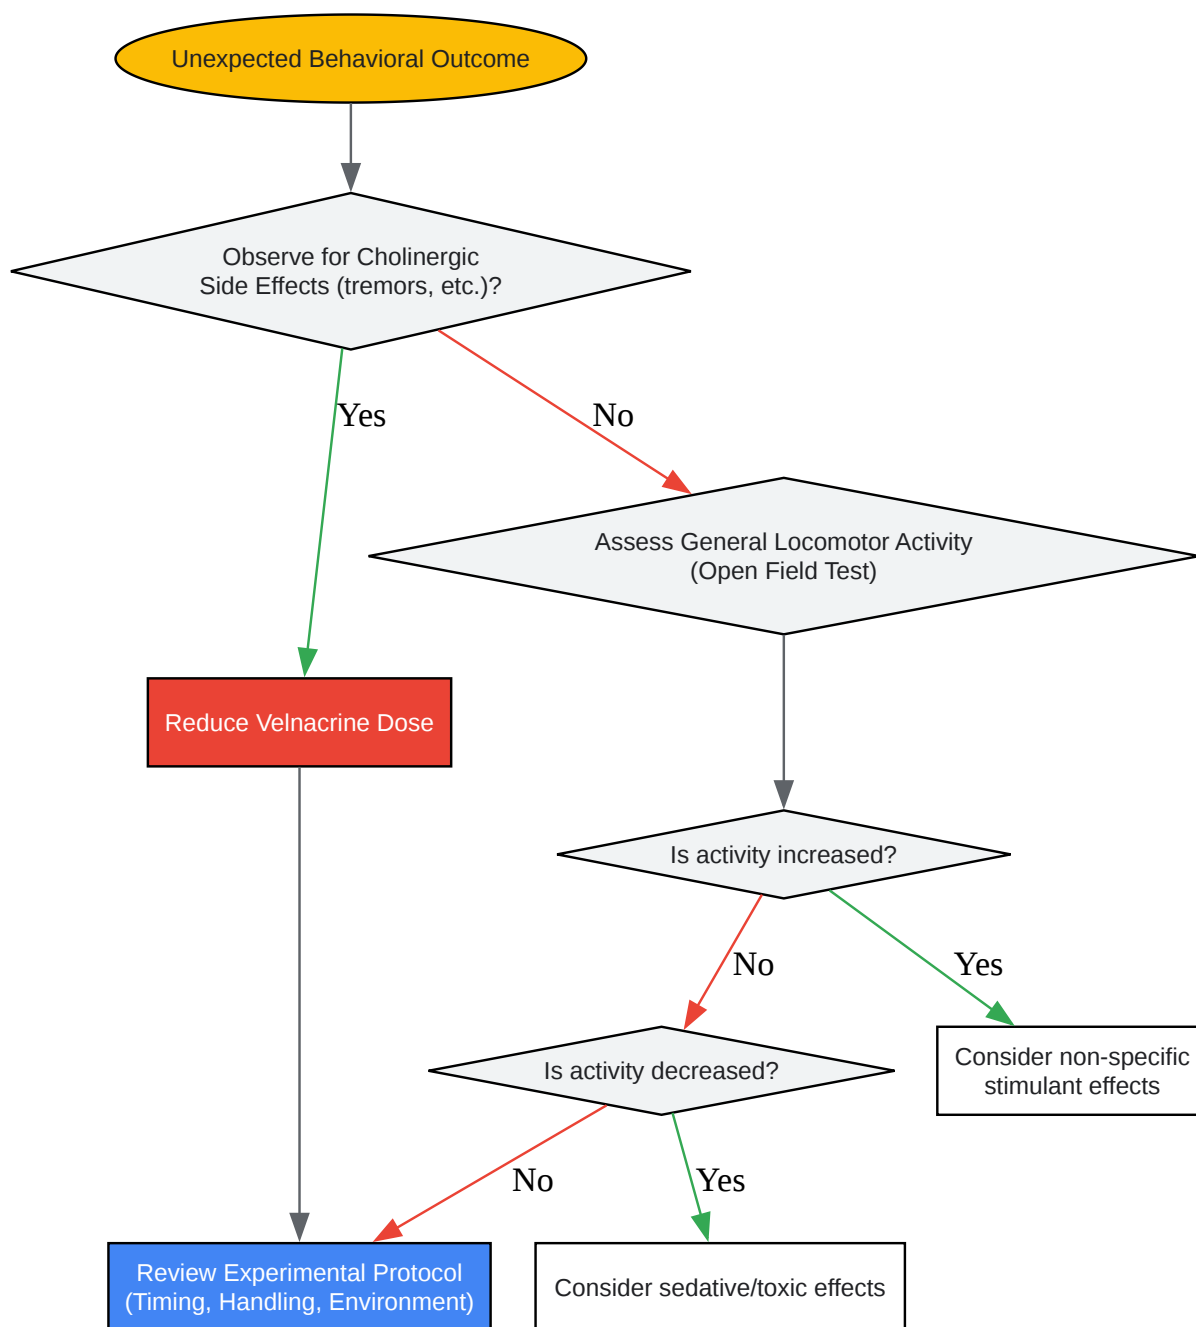 Unexpected Behavioral Outcome
Observe for Cholinergic
Side Effects (tremors, etc.)?
Yes
No
Assess General Locomotor Activity
(Open Field Test)
Reduce Velnacrine Dose
Is activity increased?
No
Yes
Is activity decreased?
Consider non-specific
stimulant effects
No
Yes
Review Experimental Protocol
(Timing, Handling, Environment)
Consider sedative/toxic effects